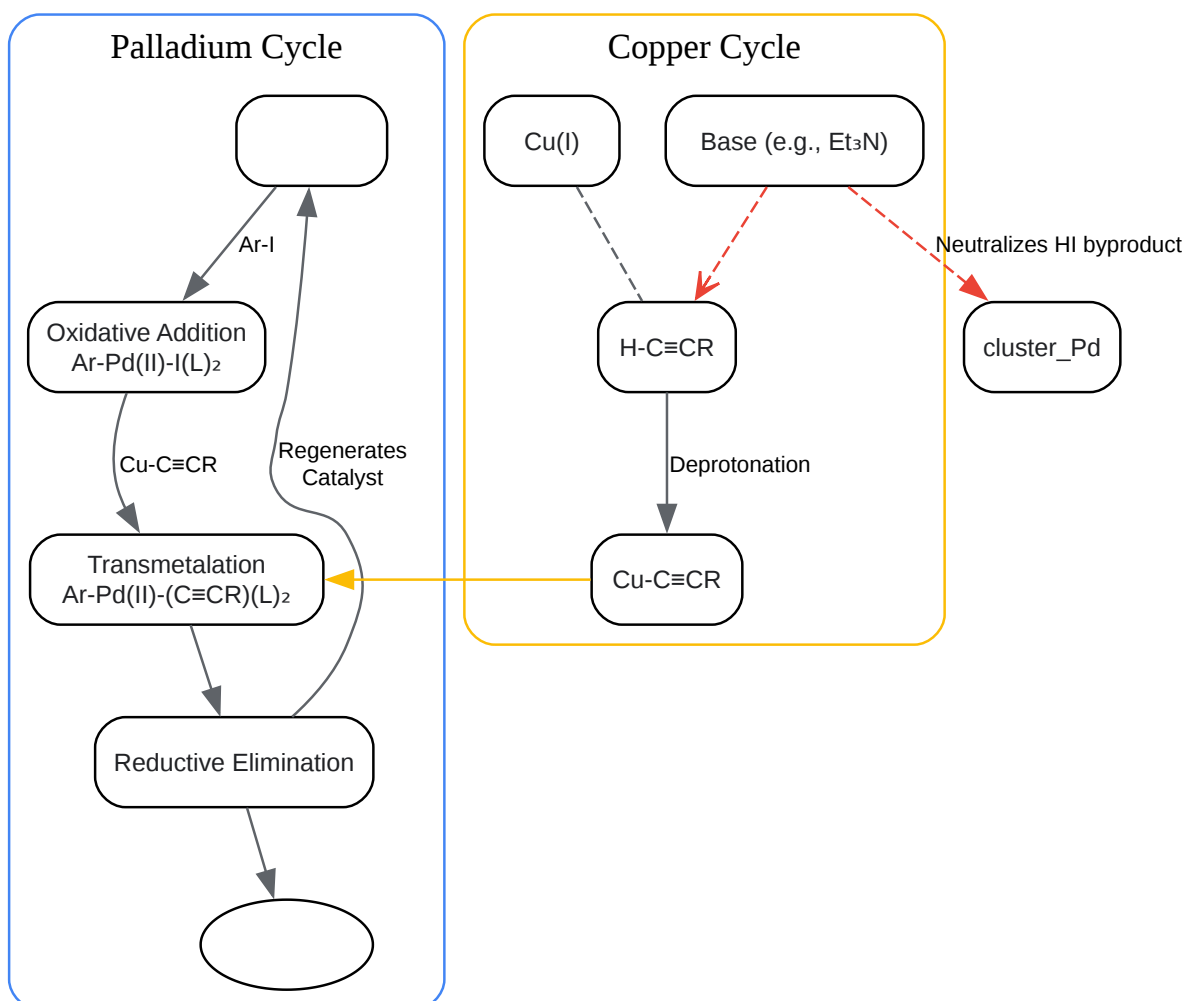 Palladium Cycle
Copper Cycle
Cu(I)
Base (e.g., Et₃N)
Ar-I
Neutralizes HI byproduct
Oxidative Addition
Ar-Pd(II)-I(L)₂
H-C≡CR
cluster_Pd
Cu-C≡CR
Regenerates
Catalyst
Deprotonation
Transmetalation
Ar-Pd(II)-(C≡CR)(L)₂
Cu-C≡CR
Reductive Elimination